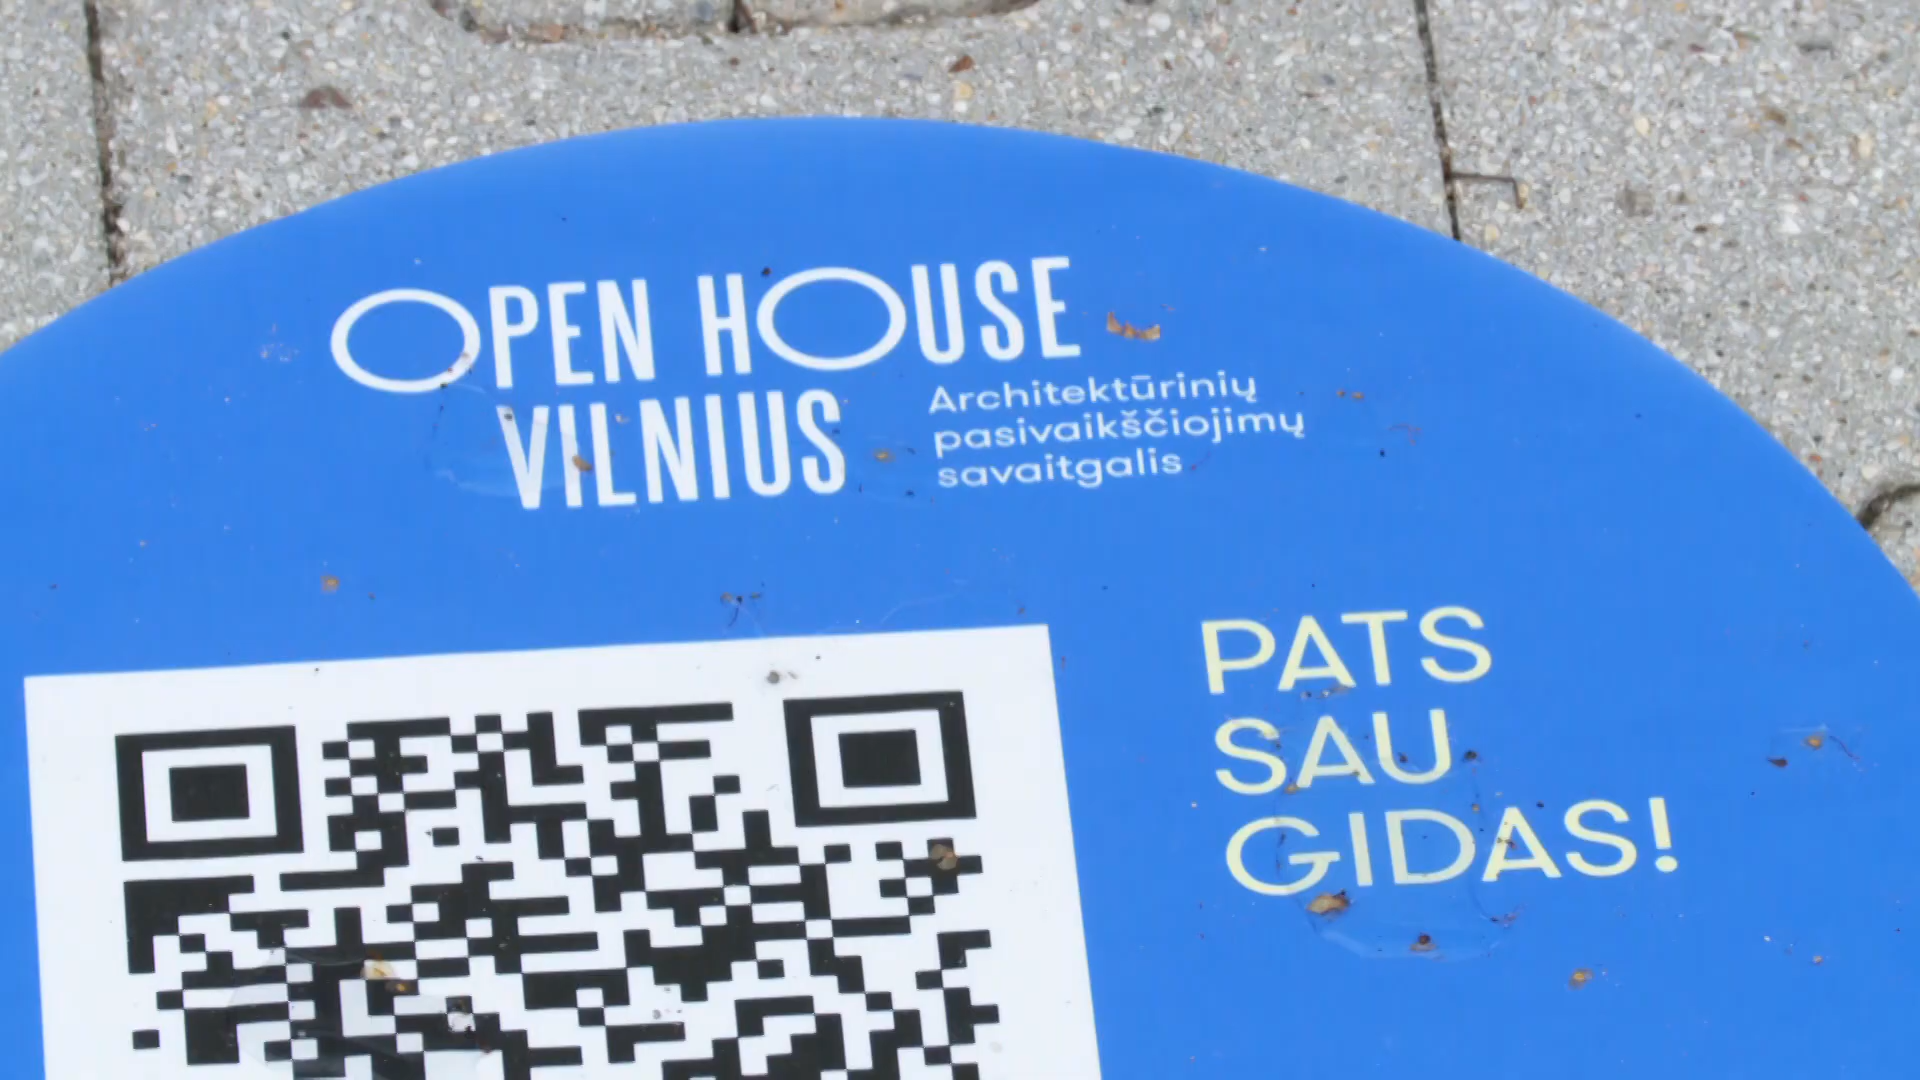 OPEN HOUSE
VILNIUS
Architektūrinių
pasivaikščiojimų
savaitgalis
PATS
SAU
GIDAS!